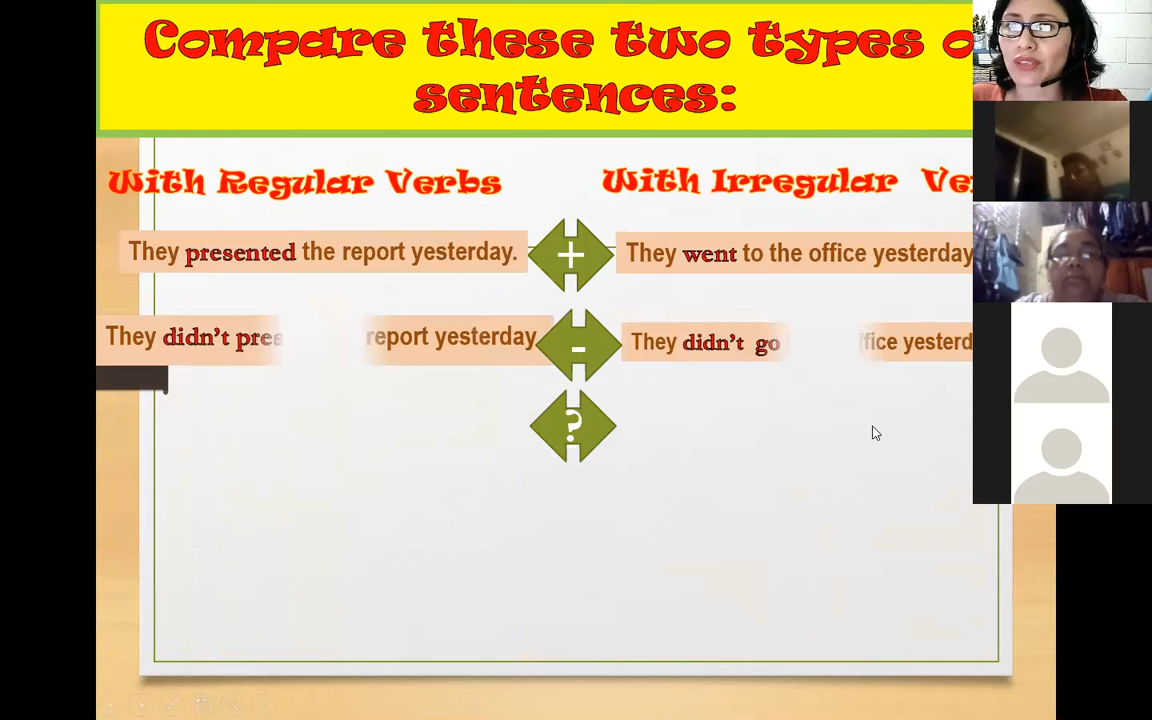 Compare these two types o
sentences:
With Regular Verbs
With Irregular Ve
They presented the report yesterday.
+
They went to the office yesterday
They didn't pres report yesterday
-
They didn't go ffice yesterd
?